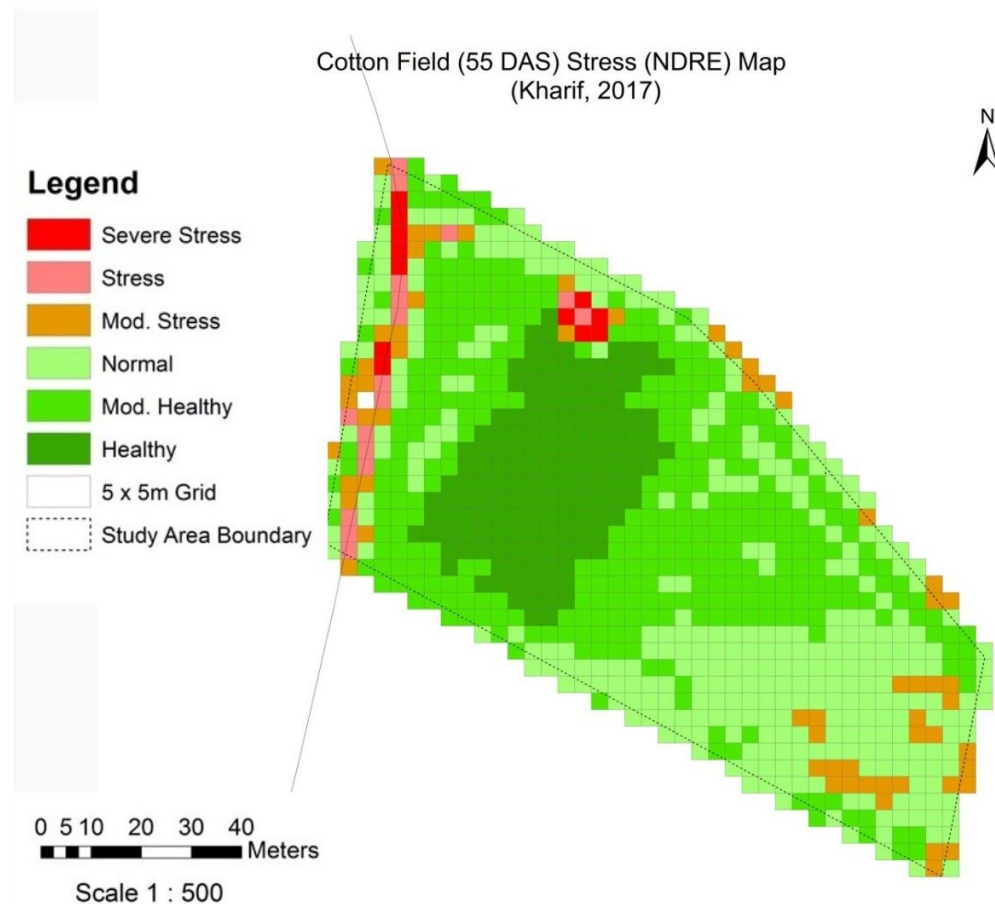 Cotton Field (55 DAS) Stress (NDRE) Map
(Kharif, 2017)
N
Legend
Severe Stress
Stress
Mod. Stress
Normal
Mod. Healthy
Healthy
5 x 5m Grid
Study Area Boundary
0 5 10 20 30 40
Meters
Scale 1 : 500